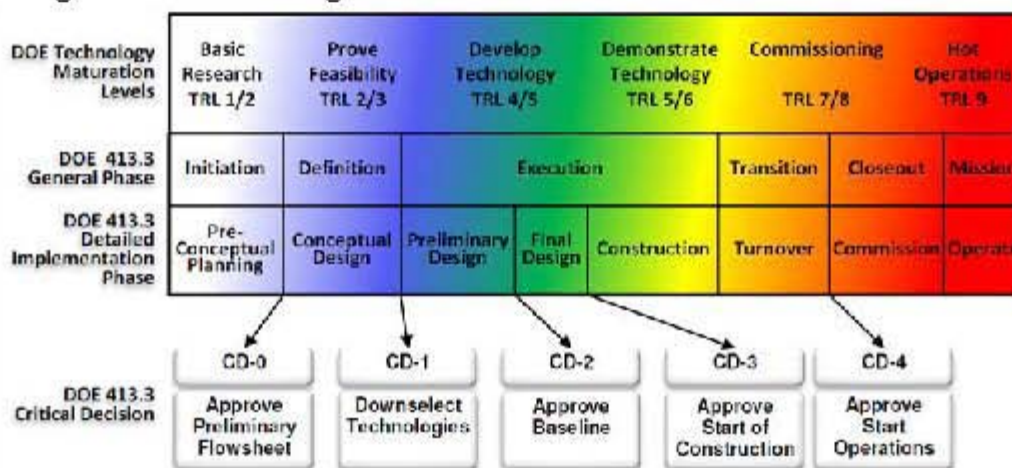 DOE Technology
Maturation
Levels
Basic
Research
TRL 1/2
Prove
Feasibility
TRL 2/3
Develop
Technology
TRL 4/5
Demonstrate
Technology
TRL 5/6
Commissioning
TRL 7/8
Hot
Operations
TRL 9
DOE 413.3
General Phase
Initiation
Definition
Execution
Transition
Closeout
Mission
DOE 413.3
Detailed
Implementation
Phase
Pre-
Conceptual
Planning
Conceptual
Design
Preliminary
Design
Final
Design
Construction
Turnover
Commission
Operati
DOE 413.3
Critical Decision
CD-0
Approve
Preliminary
Flowsheet
CD-1
Downselect
Technologies
CD-2
Approve
Baseline
CD-3
Approve
Start of
Construction
CD-4
Approve
Start
Operations